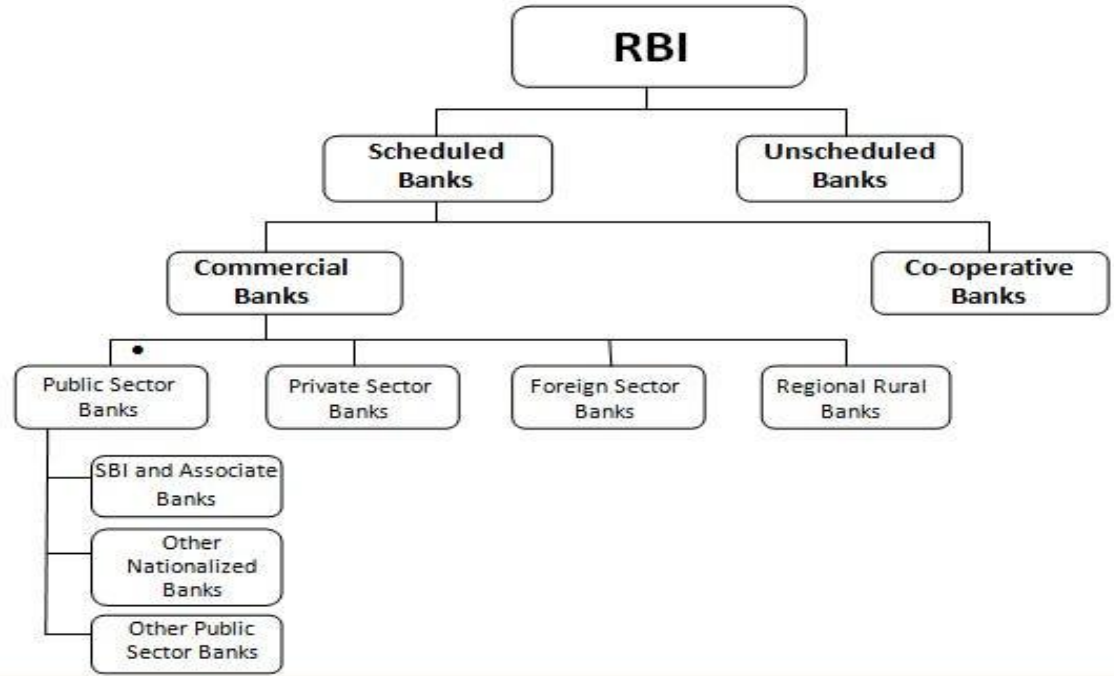 RBI
Scheduled
Banks
Unscheduled
Banks
Commercial
Banks
Co-operative
Banks
Public Sector
Banks
Private Sector
Banks
Foreign Sector
Banks
Regional Rural
Banks
SBI and Associate
Banks
Other
Nationalized
Banks
Other Public
Sector Banks